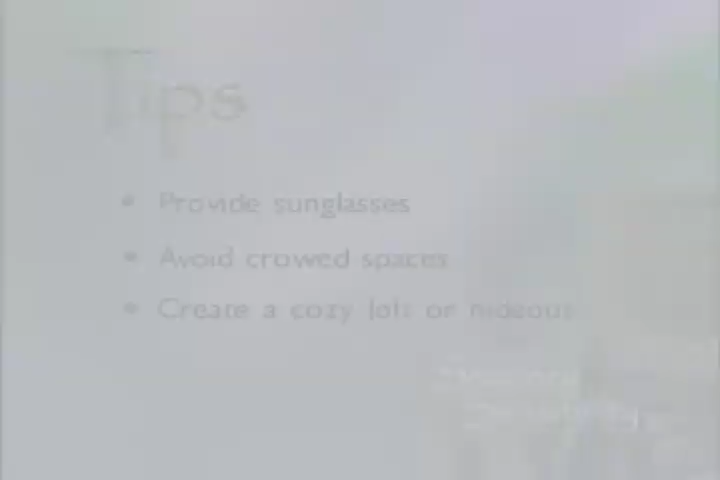 Tips
• Provide sunglasses
• Avoid crowed spaces
• Create a cozy loft or hideout